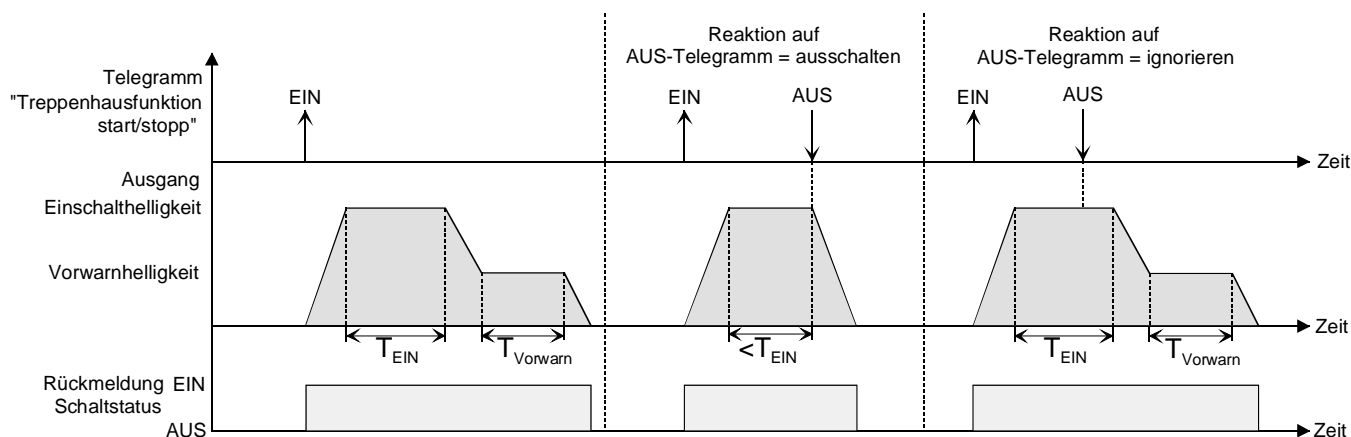 Reaktion auf
AUS-Telegramm = ausschalten
Reaktion auf
AUS-Telegramm = ignorieren
Telegramm
"Treppenhausfunktion
start/stopp"
EIN
EIN
AUS
EIN
AUS
Zeit
Ausgang
Einschalthelligkeit
Vorwarnhelligkeit
Zeit
TEIN
TVorwarn
<TEIN
TEIN
TVorwarn
Rückmeldung EIN
Schaltstatus
AUS
Zeit